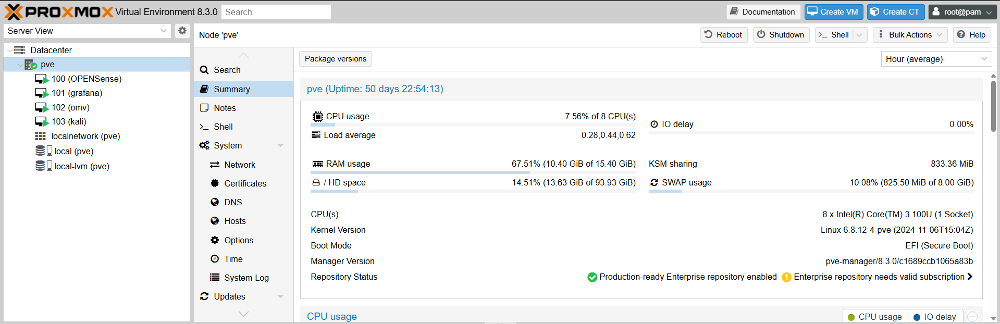 PROXMOX Virtual Environment 8.3.0 Search Documentation Create VM Create CT root@pam
Server View
Datacenter
pve
100 (OPENSense)
101 (grafana)
102 (omv)
103 (kali)
localnetwork (pve)
local (pve)
local-lvm (pve)
Node 'pve' Reboot Shutdown >_ Shell Bulk Actions Help
Search
Summary
Notes
>_ Shell
System
Network
Certificates
DNS
Hosts
Options
Time
System Log
Updates
Package versions Hour (average)
pve (Uptime: 50 days 22:54:13)
CPU usage 7.56% of 8 CPU(s)
IO delay 0.00%
Load average 0.28,0.44,0.62
RAM usage 67.51% (10.40 GiB of 15.40 GiB)
KSM sharing 833.36 MiB
/ HD space 14.51% (13.63 GiB of 93.93 GiB)
SWAP usage 10.08% (825.50 MiB of 8.00 GiB)
CPU(s) 8 x Intel(R) Core(TM) 3 100U (1 Socket)
Kernel Version Linux 6.8.12-4-pve (2024-11-06T15:04Z)
Boot Mode EFI (Secure Boot)
Manager Version pve-manager/8.3.0/c1689ccb1065a83b
Repository Status Production-ready Enterprise repository enabled Enterprise repository needs valid subscription
CPU usage CPU usage IO delay